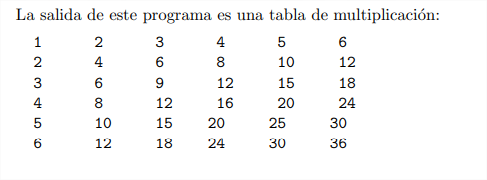 La salida de este programa es una tabla de multiplicación:
1 2 3 4 5 6
2 4 6 8 10 12
3 6 9 12 15 18
4 8 12 16 20 24
5 10 15 20 25 30
6 12 18 24 30 36